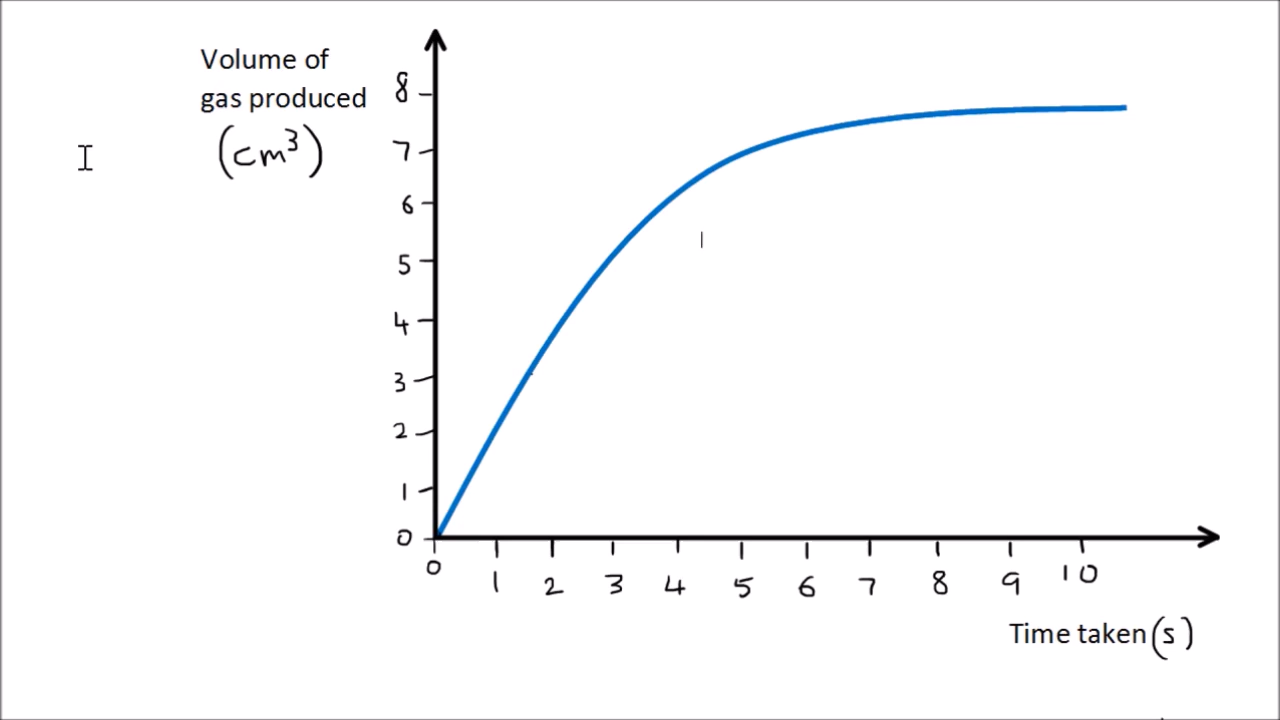 Volume of
gas produced
(cm³)
8
7
6
5
4
3
2
1
0
0 1 2 3 4 5 6 7 8 9 10
Time taken (s)